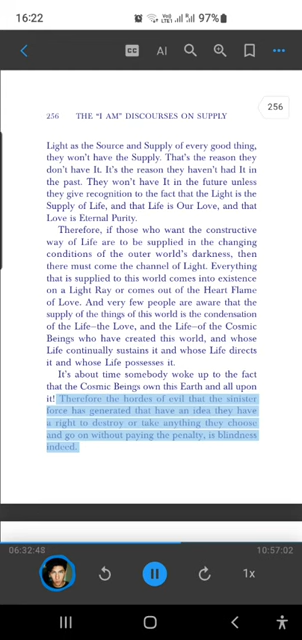 16:22
97%
CC
AI
256
256 THE "I AM" DISCOURSES ON SUPPLY
Light as the Source and Supply of every good thing,
they won't have the Supply. That's the reason they
don't have It. It's the reason they haven't had It in
the past. They won't have It in the future unless
they give recognition to the fact that the Light is the
Supply of Life, and that Life is Our Love, and that
Love is Eternal Purity.
Therefore, if those who want the constructive
way of Life are to be supplied in the changing
conditions of the outer world's darkness, then
there must come the channel of Light. Everything
that is supplied to this world comes into existence
on a Light Ray or comes out of the Heart Flame
of Love. And very few people are aware that the
supply of the things of this world is the condensation
of the Life—the Love, and the Life—of the Cosmic
Beings who have created this world, and whose
Life continually sustains it and whose Life directs
it and whose Life possesses it.
It's about time somebody woke up to the fact
that the Cosmic Beings own this Earth and all upon
it! Therefore the hordes of evil that the sinister
force has generated that have an idea they have
a right to destroy or take anything they choose
and go on without paying the penalty, is blindness
indeed.
06:32:48
10:57:02
1x